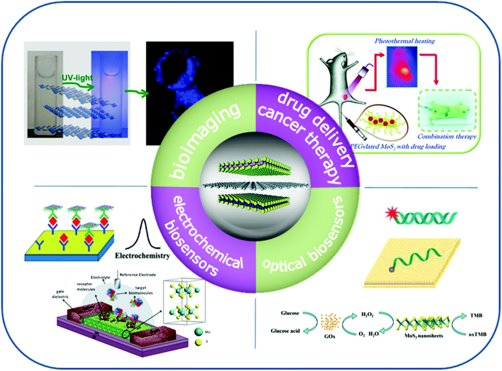 UV-light
Photothermal heating
Combination therapy
PEGylated MoS2 with drug loading
bioimaging
drug delivery
cancer therapy
electrochemical
biosensors
optical biosensors
Electrochemistry
Reference Electrode
Electrolyte
receptor
molecules
target
biomolecules
gate
dielectric
Mo
S
Glucose
Glucose acid
GOx
H2O2
O2
H2O
MoS2 nanosheets
TMB
oxTMB